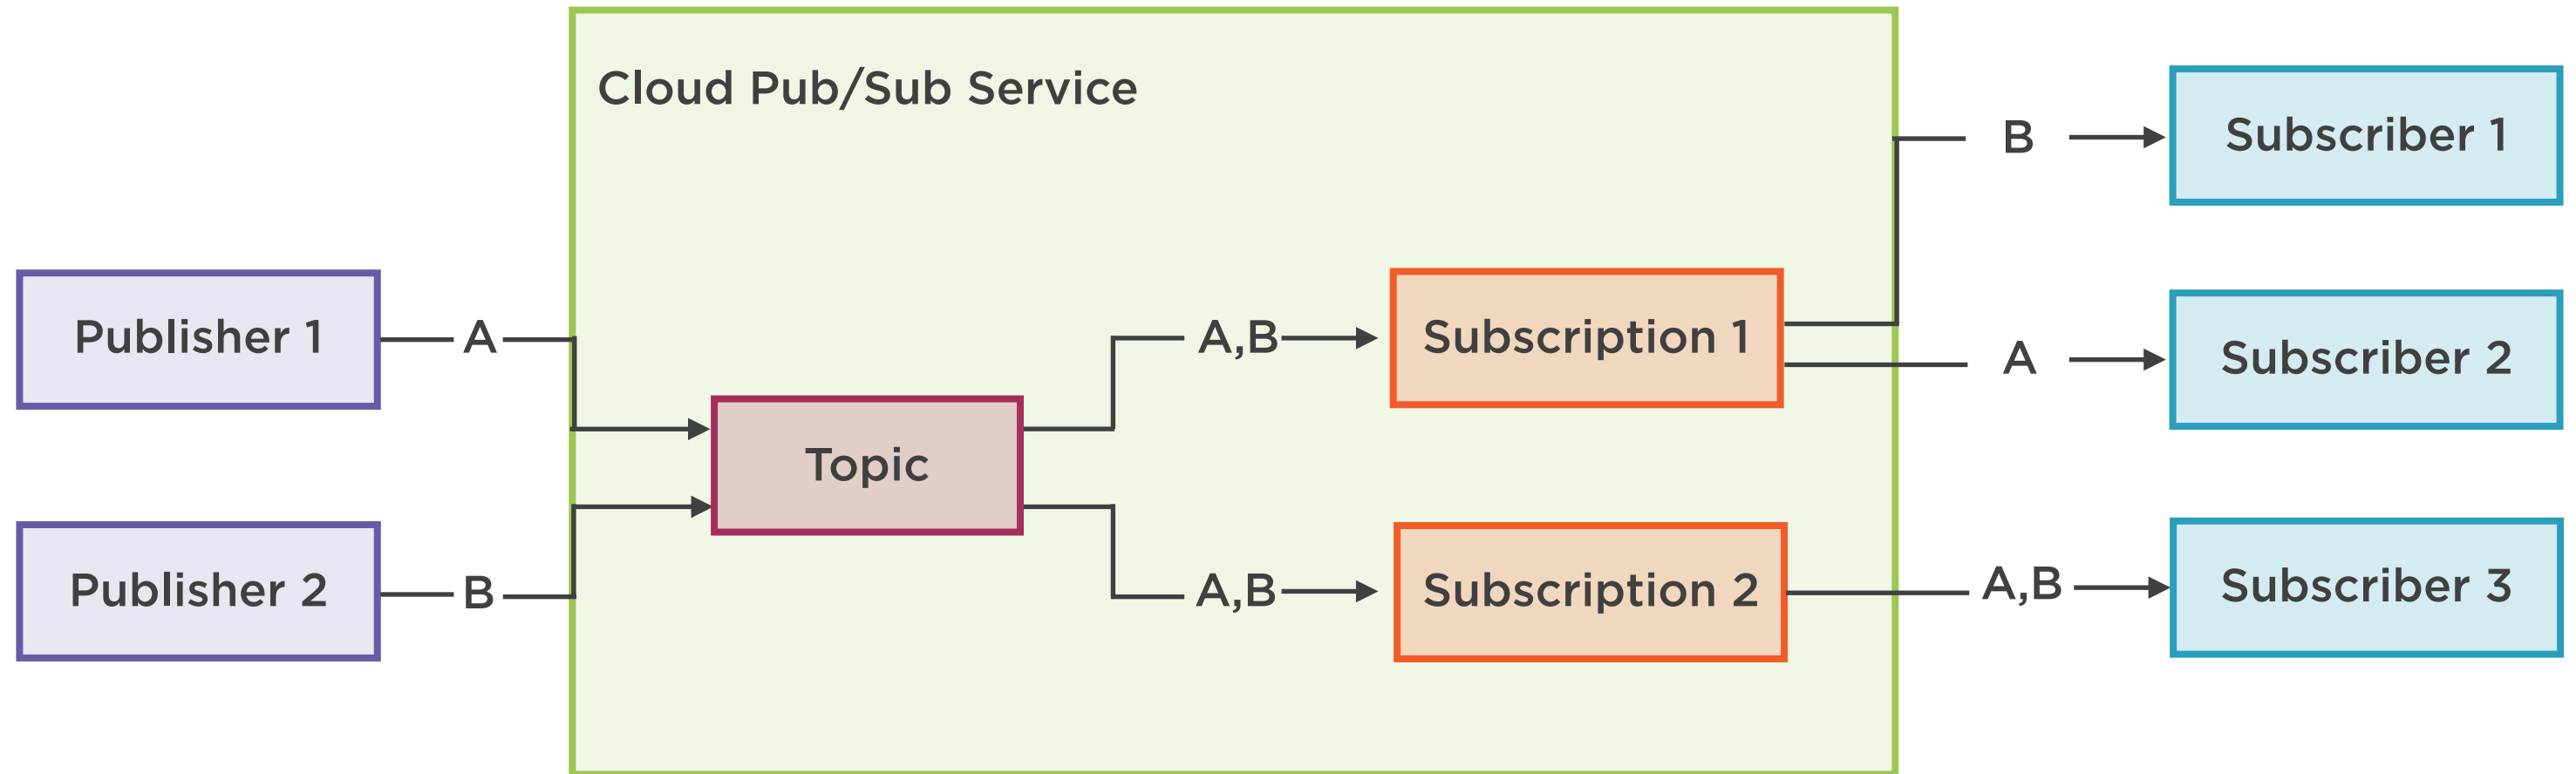 Cloud Pub/Sub Service
Publisher 1
A
Publisher 2
B
Topic
A,B
Subscription 1
A,B
Subscription 2
B
Subscriber 1
A
Subscriber 2
A,B
Subscriber 3